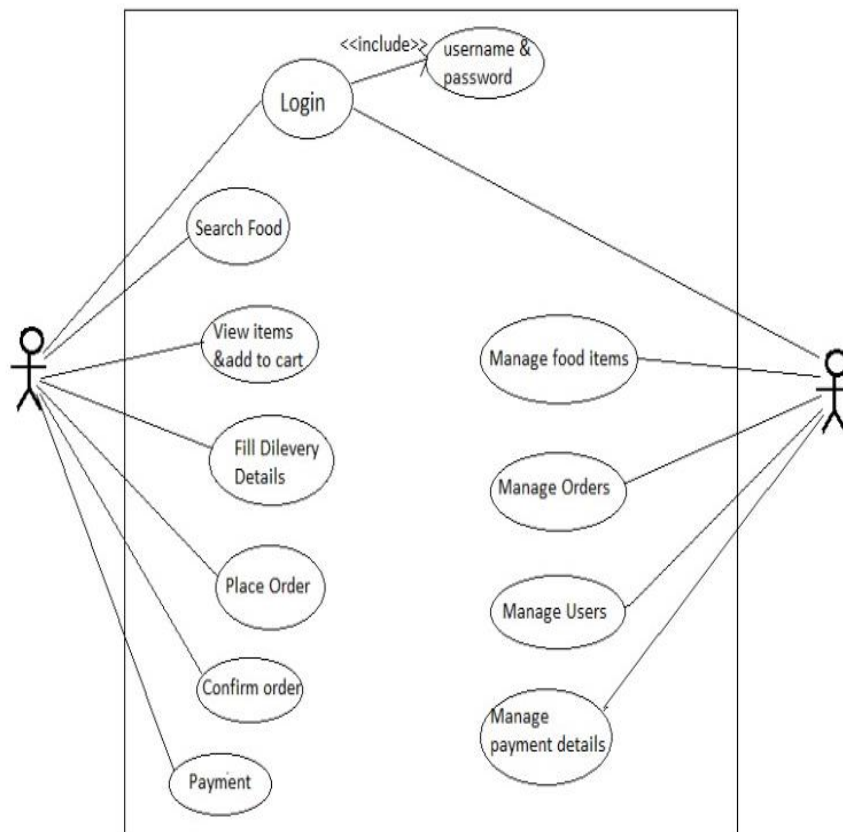 <<include>>
username &
password
Login
Search Food
View items
&add to cart
Manage food items
Fill Dilevery
Details
Manage Orders
Place Order
Manage Users
Confirm order
Manage
payment details
Payment